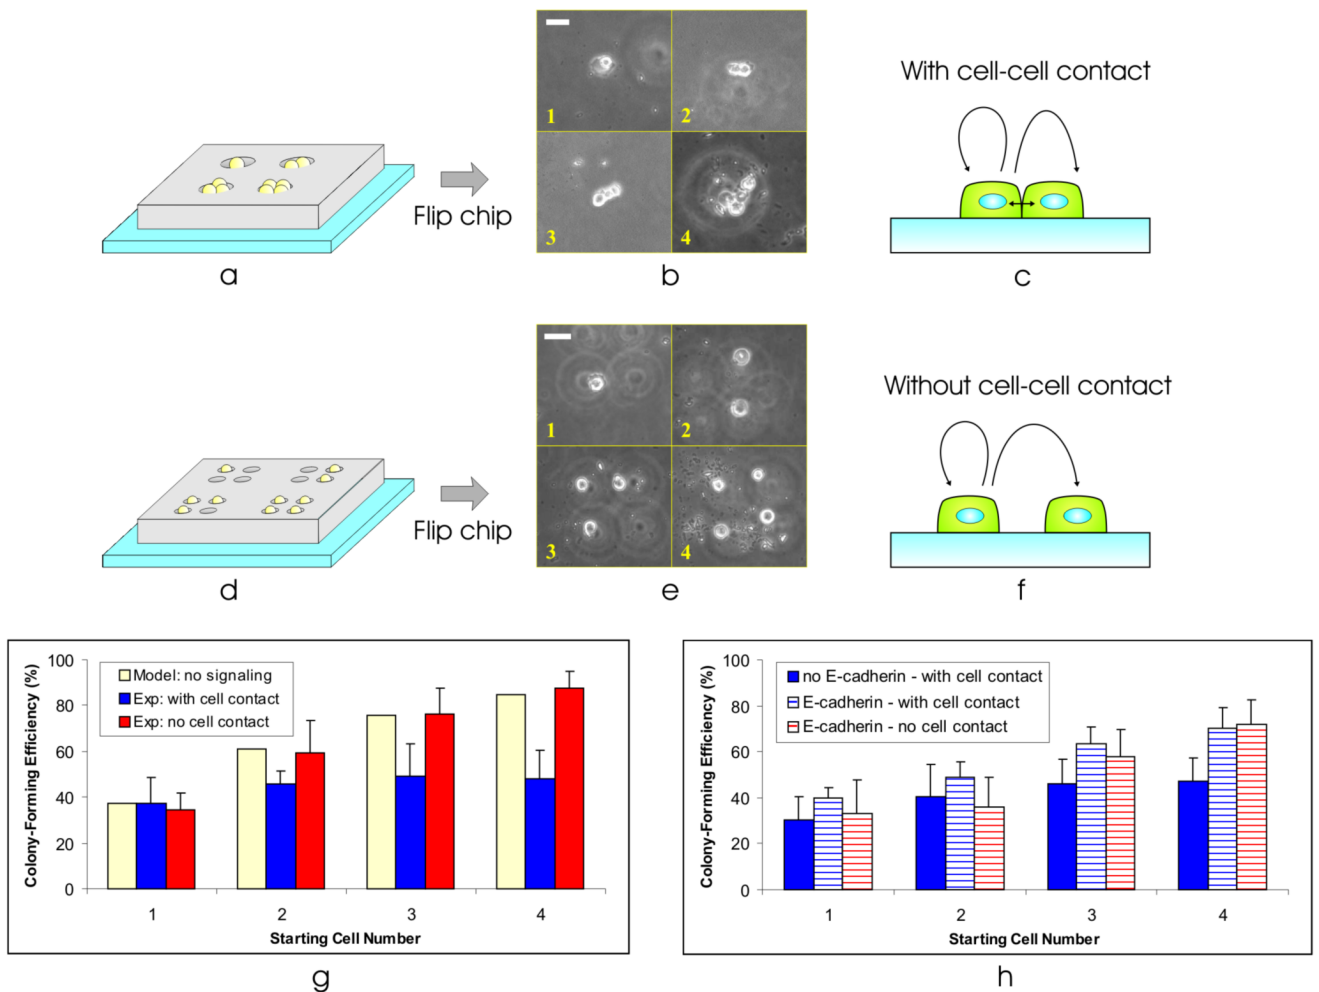 With cell-cell contact
1
2
3
4
Flip chip
a
b
c
Without cell-cell contact
1
2
3
4
Flip chip
d
e
f
100
80
60
40
20
0
Colony-Forming Efficiency (%)
Model: no signaling
Exp: with cell contact
Exp: no cell contact
1 2 3 4
Starting Cell Number
g
100
80
60
40
20
0
Colony-Forming Efficiency (%)
no E-cadherin - with cell contact
E-cadherin - with cell contact
E-cadherin - no cell contact
1 2 3 4
Starting Cell Number
h